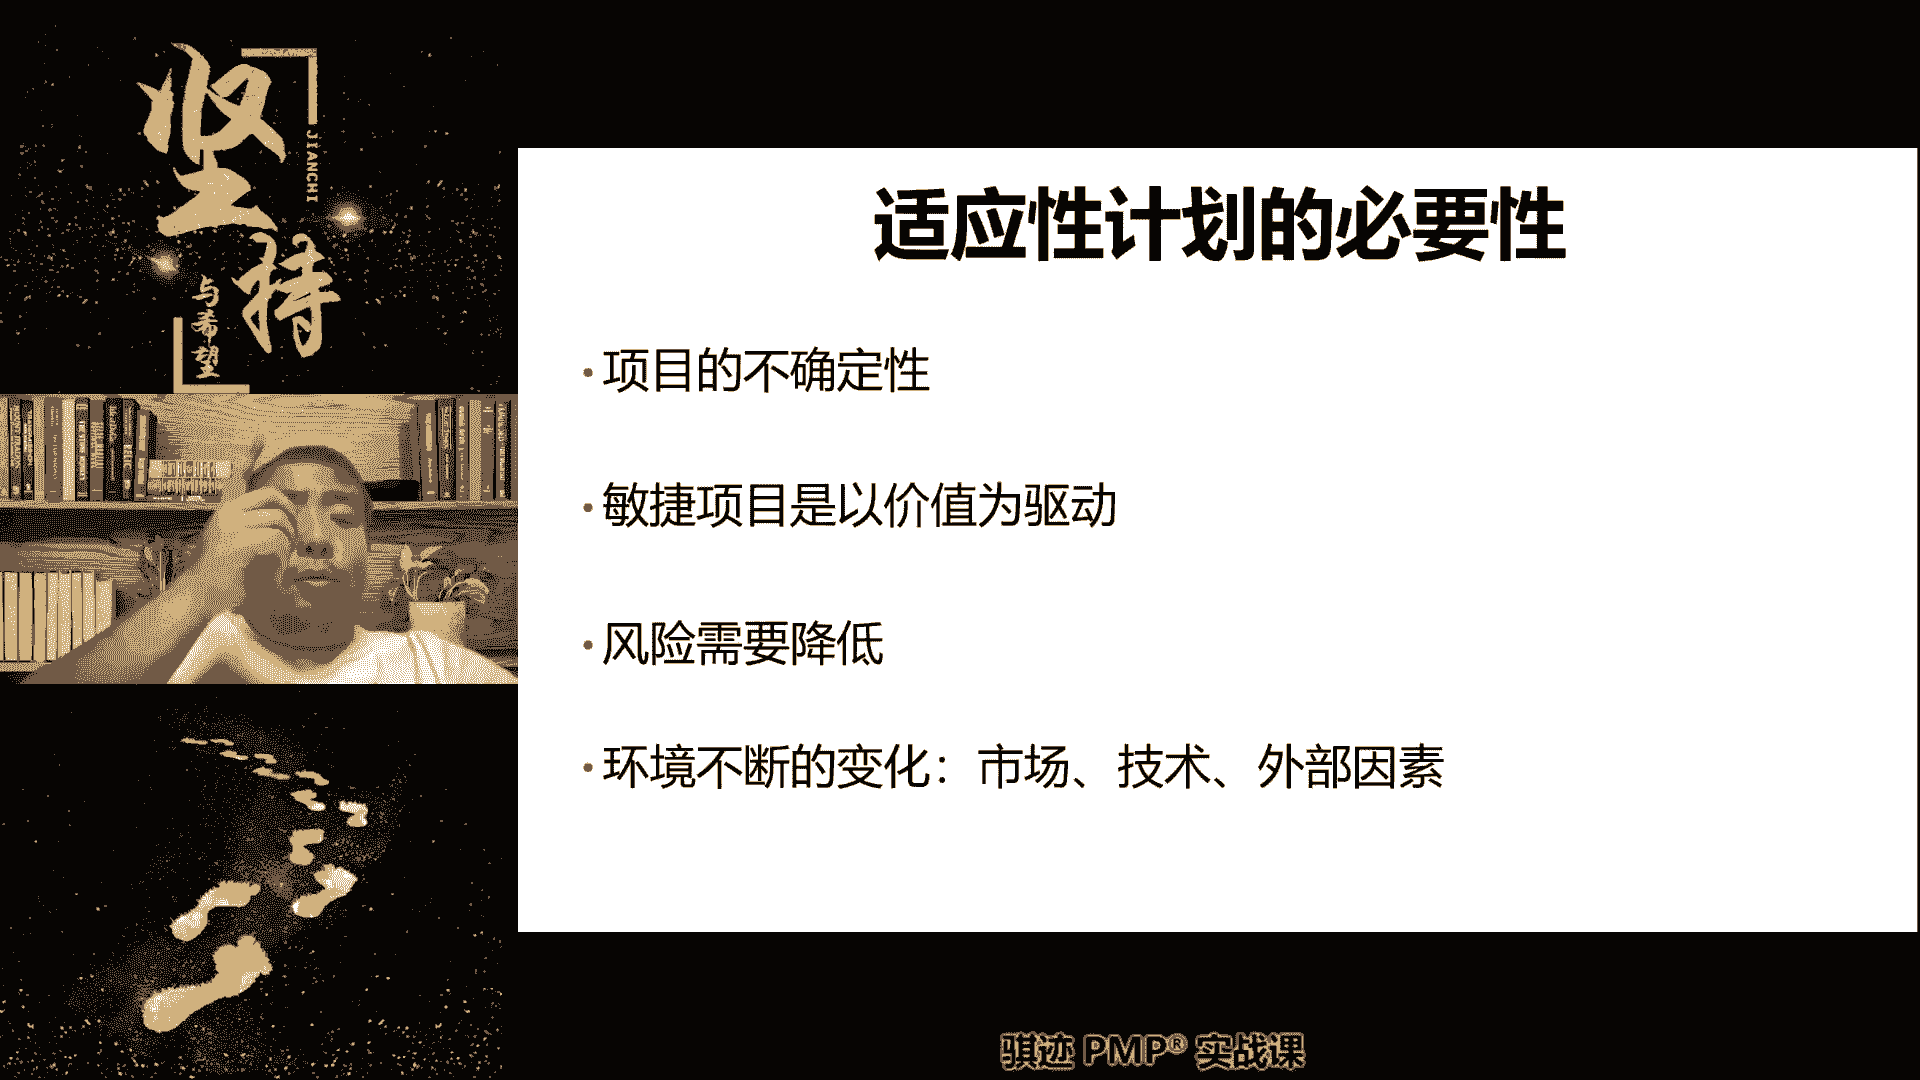 坚持
JIANCHI
与希望
适应性计划的必要性
项目的不确定性
敏捷项目是以价值为驱动
风险需要降低
环境不断的变化：市场、技术、外部因素
骐迹 PMP® 实战课